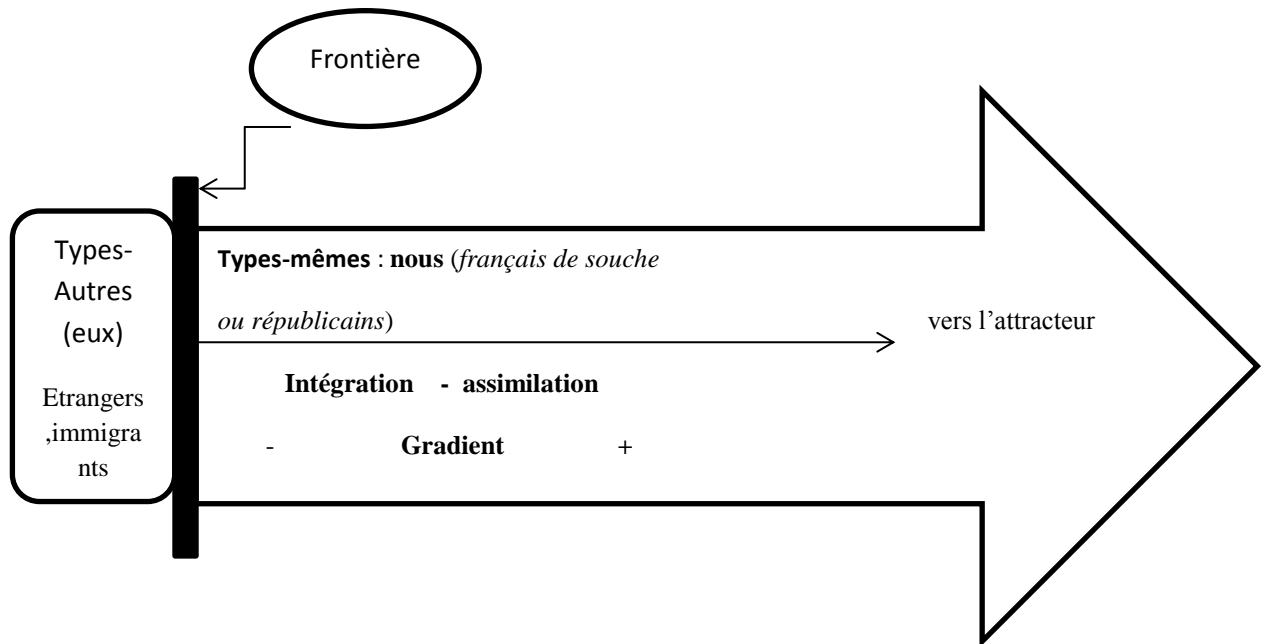 Frontière
Types-
Autres
(eux)
Etrangers
,immigra
nts
Types-mêmes : nous (français de souche
ou républicains)
vers l’attracteur
Intégration - assimilation
- Gradient +